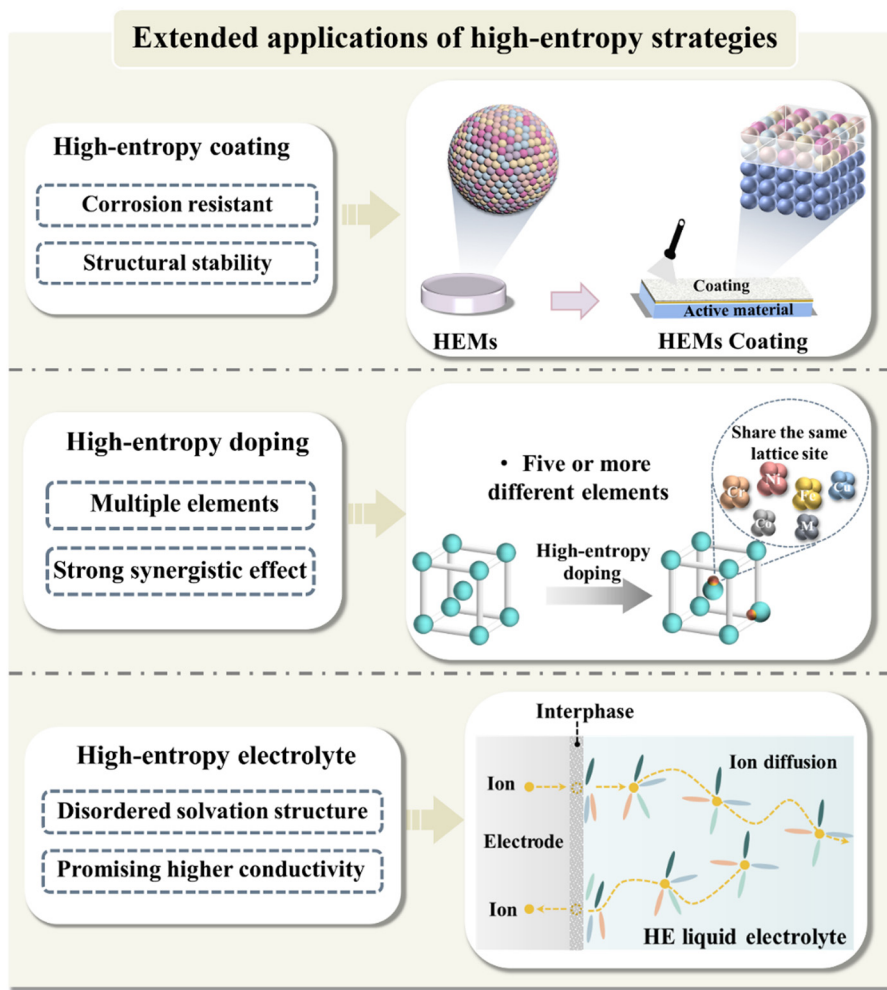 Extended applications of high-entropy strategies
High-entropy coating
Corrosion resistant
Structural stability
HEMs
Coating
Active material
HEMs Coating
High-entropy doping
Multiple elements
Strong synergistic effect
• Five or more
different elements
High-entropy
doping
Share the same
lattice site
Cr
Ni
Fe
Cu
Co
M
High-entropy electrolyte
Disordered solvation structure
Promising higher conductivity
Interphase
Ion
Ion diffusion
Electrode
Ion
HE liquid electrolyte